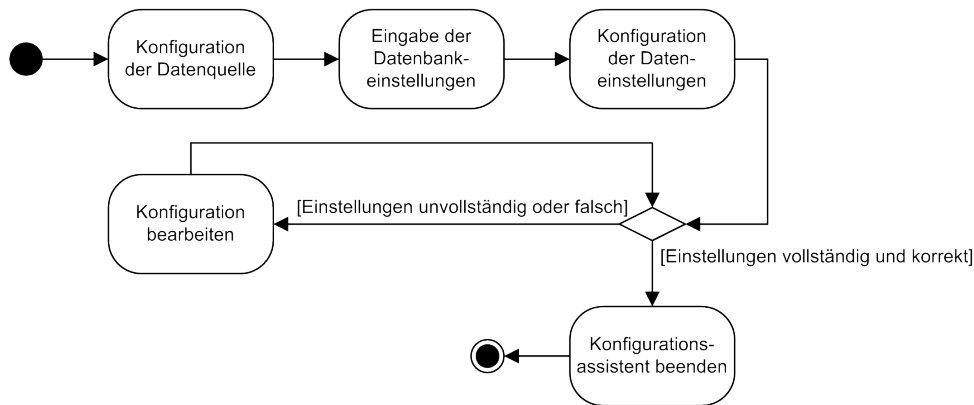 Konfiguration
der Datenquelle
Eingabe der
Datenbank-
einstellungen
Konfiguration
der Daten-
einstellungen
Konfiguration
bearbeiten
[Einstellungen unvollständig oder falsch]
[Einstellungen vollständig und korrekt]
Konfigurations-
assistent beenden